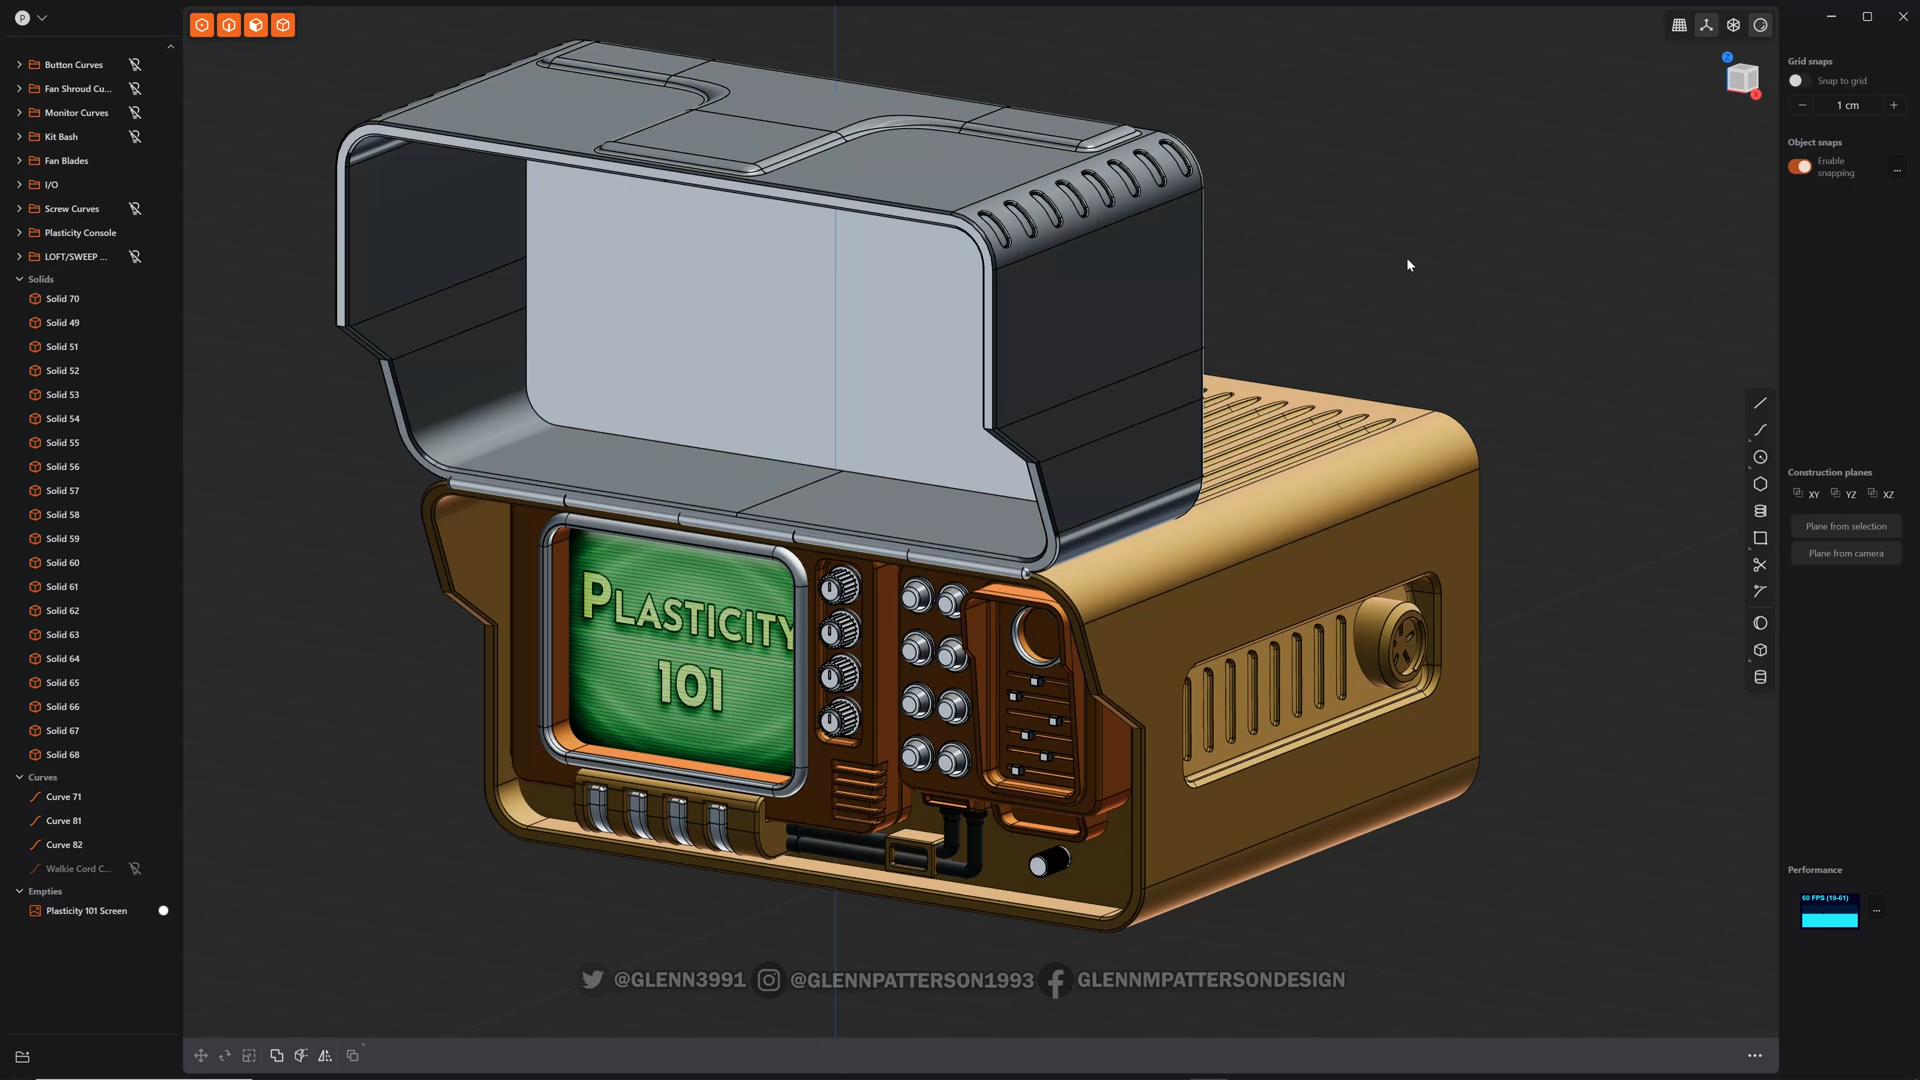 P
Button Curves
Fan Shroud Cu...
Monitor Curves
Kit Bash
Fan Blades
I/O
Screw Curves
Plasticity Console
LOFT/SWEEP ...
Solids
Solid 70
Solid 49
Solid 51
Solid 52
Solid 53
Solid 54
Solid 55
Solid 56
Solid 57
Solid 58
Solid 59
Solid 60
Solid 61
Solid 62
Solid 63
Solid 64
Solid 65
Solid 66
Solid 67
Solid 68
Curves
Curve 71
Curve 81
Curve 82
Walkie Cord C...
Empties
Plasticity 101 Screen
PLASTICITY
101
@GLENN3991 @GLENNPATTERSON1993 GLENNMPATTERSONDESIGN
Z
X
Grid snaps
Snap to grid
1 cm
Object snaps
Enable
snapping
...
Construction planes
XY YZ XZ
Plane from selection
Plane from camera
Performance
60 FPS (19-61)
...